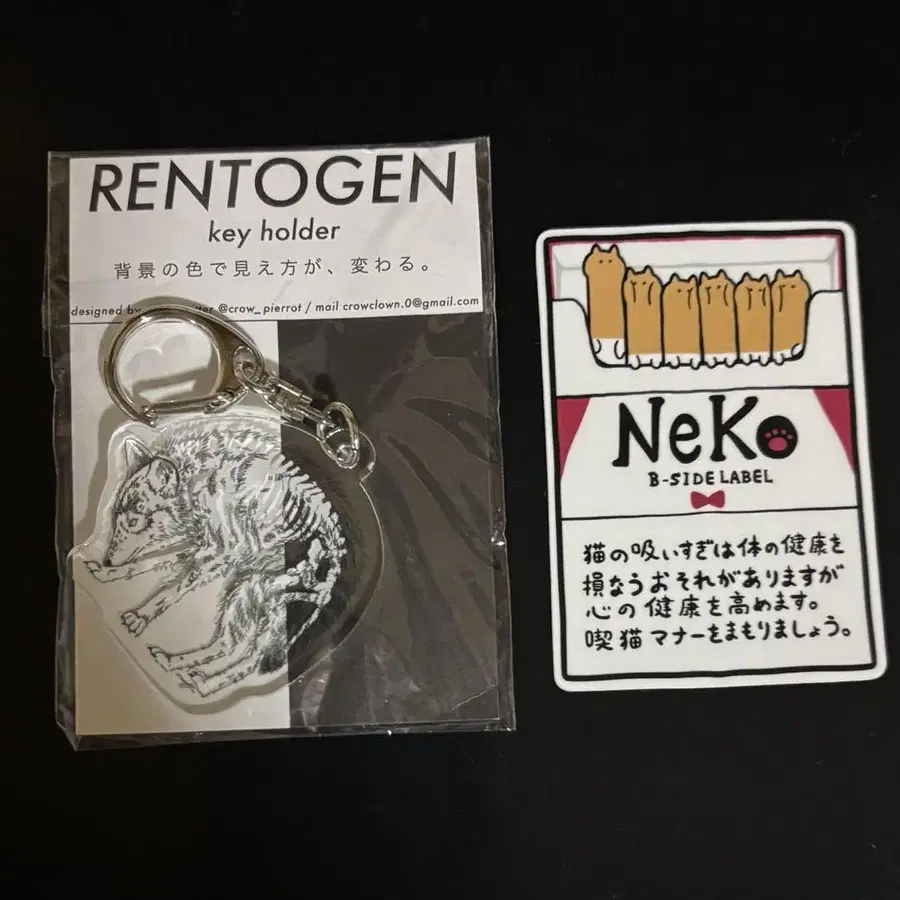 RENTOGEN
key holder
背景の色で見え方が、変わる。
designed by @crow_pierrot / mail crowclown.0@gmail.com
NeKo
B-SIDE LABEL
猫の吸いすぎは体の健康を
損なうおそれがありますが
心の健康を高めます。
喫猫マナーをまもりましょう。